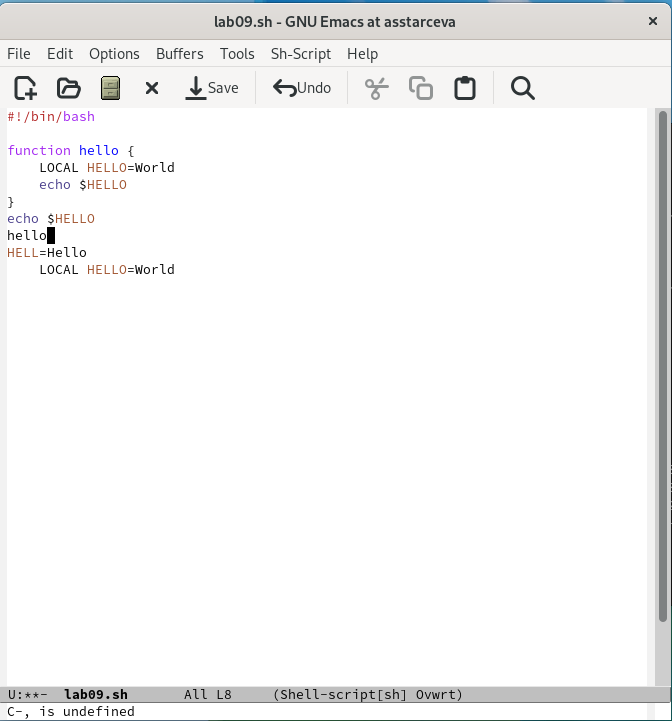 lab09.sh - GNU Emacs at asstarceva
File Edit Options Buffers Tools Sh-Script Help
Save Undo
#!/bin/bash
function hello {
    LOCAL HELLO=World
    echo $HELLO
}
echo $HELLO
hello
HELL=Hello
    LOCAL HELLO=World
U:**-  lab09.sh       All L8     (Shell-script[sh] Ovwrt)
C-, is undefined